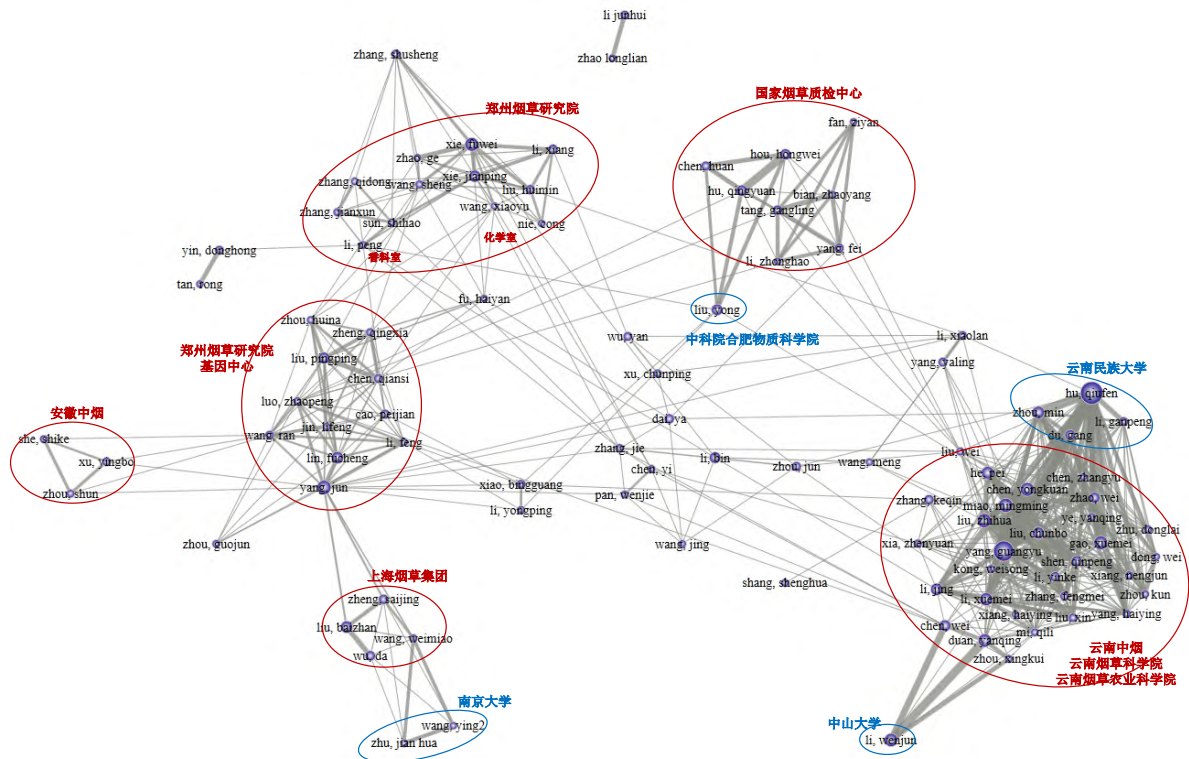 li junhui
zhao longlian
zhang, shusheng
郑州烟草研究院
xie, fuwei
li, xiang
zhao, ge
zhang, qidong
wang, sheng
xie, jianping
liu, huimin
zhang, jianxun
wang, xiaoyu
sun, shihao
nie, cong
li, peng
化学室
香料室
国家烟草质检中心
fan, ziyan
hou, hongwei
chen, huan
hu, qingyuan
bian, zhaoyang
tang, gangling
yang, fei
li, zhonghao
liu, yong
中科院合肥物质科学院
yin, donghong
tan, rong
fu, haiyan
zhou, huina
zheng, qingxia
郑州烟草研究院
基因中心
liu, pingping
chen, qiansi
luo, zhaopeng
cao, peijian
jin, lifeng
wang, ran
li, feng
lin, fucheng
yang, jun
安徽中烟
she, shike
xu, yingbo
zhou, shun
zhou, guojun
wu, yan
xu, chunping
dai, ya
zhang, jie
chen, yi
li, bin
pan, wenjie
zhou, jun
wang, meng
xiao, bingguang
li, yongping
wang, jing
shang, shenghua
li, xiaolan
yang, yaling
liu, wei
云南民族大学
hu, qiufen
zhou, min
li, ganpeng
du, gang
he, pei
chen, zhangyu
chen, yongkuan
zhang, keqin
miao, mingming
zhao, wei
liu, zhihua
ye, yanqing
liu, chunbo
zhu, donglai
xia, zhenyuan
gao, xuemei
yang, guangyu
dong, wei
shen, qinpeng
kong, weisong
li, yinke
xiang, nengjun
li, jing
zhang, fengmei
zhou, kun
li, xuemei
xiang, haiying
liu, xin
yang, haiying
chen, wei
mi, qili
duan, yanqing
zhou, xingkui
云南中烟
云南烟草科学院
云南烟草农业科学院
上海烟草集团
zheng, saijing
liu, baizhan
wang, weimiao
wu, da
南京大学
wang, ying2
zhu, jian hua
中山大学
li, wenjun